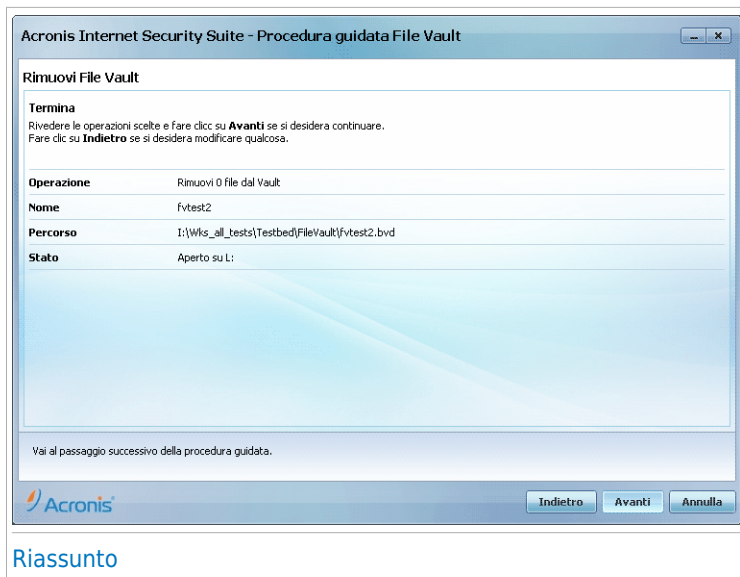 Acronis Internet Security Suite - Procedura guidata File Vault
Rimuovi File Vault
Termina
Rivedere le operazioni scelte e fare clicc su Avanti se si desidera continuare.
Fare clic su Indietro se si desidera modificare qualcosa.
Operazione Rimuovi 0 file dal Vault
Nome fvtest2
Percorso I:\Wks_all_tests\Testbed\FileVault\fvtest2.bvd
Stato Aperto su L:
Vai al passaggio successivo della procedura guidata.
Acronis
Indietro Avanti Annulla
Riassunto